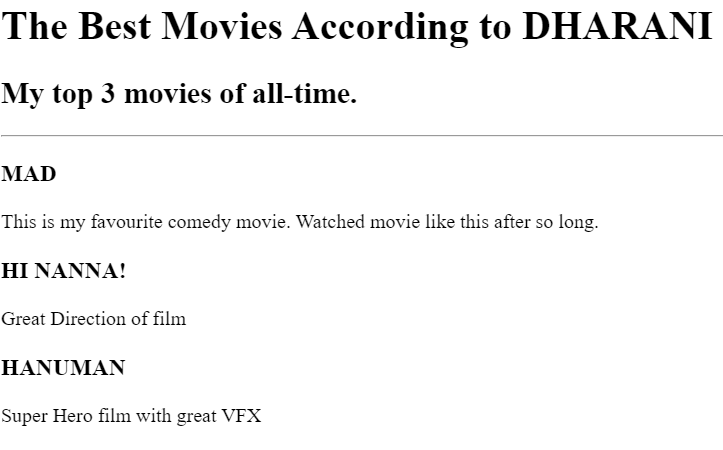 The Best Movies According to DHARANI
My top 3 movies of all-time.
MAD
This is my favourite comedy movie. Watched movie like this after so long.
HI NANNA!
Great Direction of film
HANUMAN
Super Hero film with great VFX